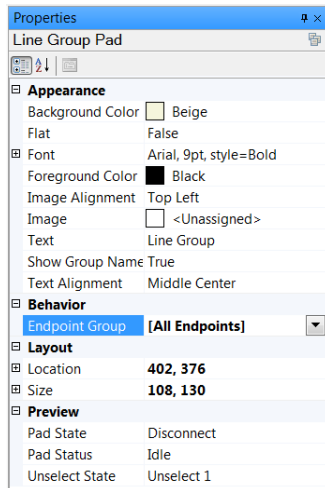 Properties
Line Group Pad
Appearance
Background Color Beige
Flat False
Font Arial, 9pt, style=Bold
Foreground Color Black
Image Alignment Top Left
Image <Unassigned>
Text Line Group
Show Group Name True
Text Alignment Middle Center
Behavior
Endpoint Group [All Endpoints]
Layout
Location 402, 376
Size 108, 130
Preview
Pad State Disconnect
Pad Status Idle
Unselect State Unselect 1